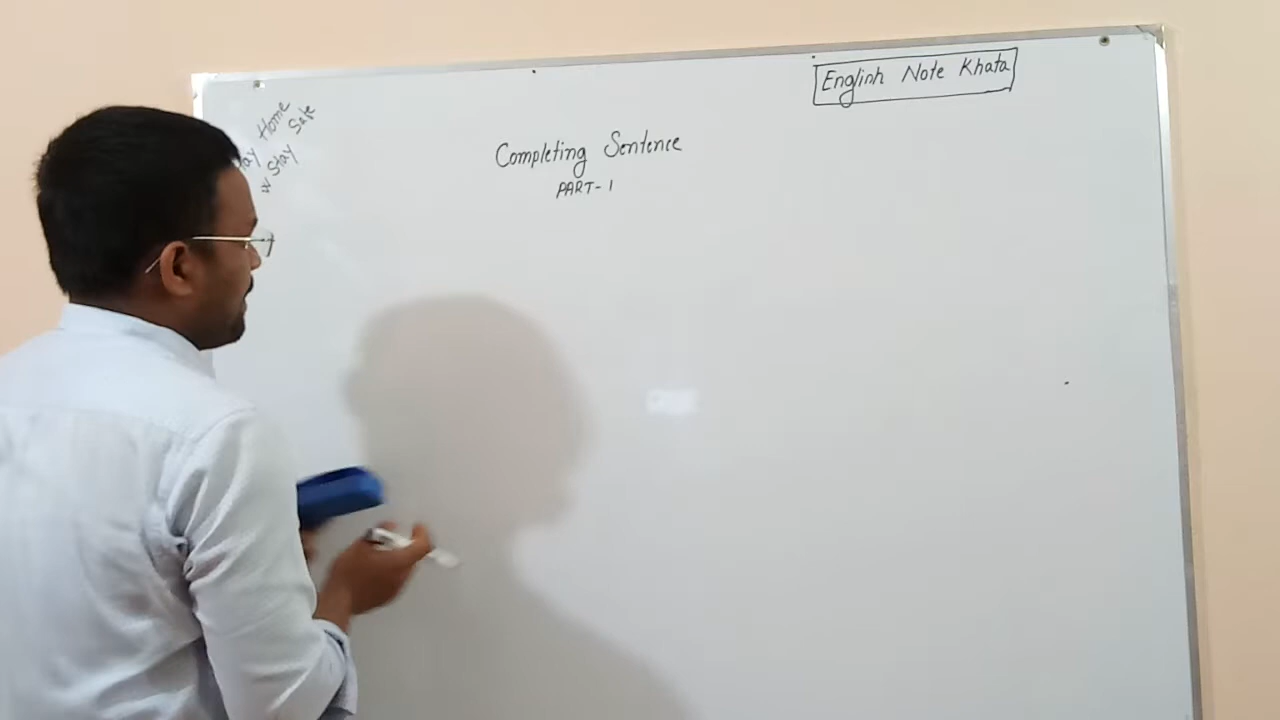 Home
Stay Safe
Completing Sentence
PART-1
English Note Khata